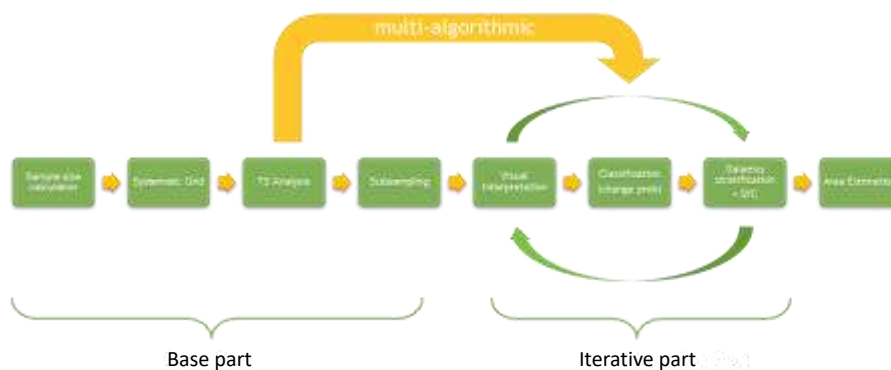 multi-algorithmic
Sample size
calculation
Systematic Grid
TS Analysis
Subsampling
Visual
Interpretation
Classification
(change prob)
stratification
Area Estimation
Base part
Iterative part